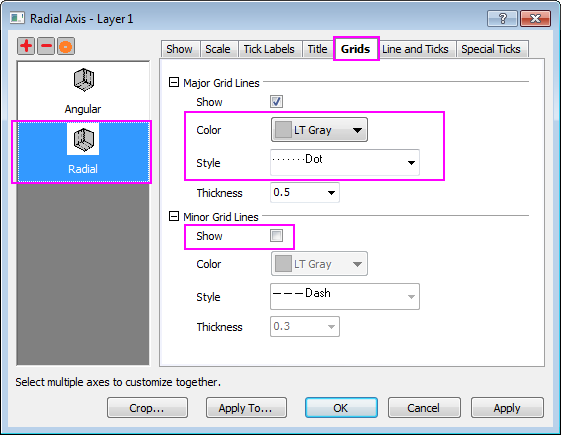 Radial Axis - Layer1
Show Scale Tick Labels Title Grids Line and Ticks Special Ticks
Angular
Radial
Major Grid Lines
Show
Color LT Gray
Style Dot
Thickness 0.5
Minor Grid Lines
Show
Color LT Gray
Style Dash
Thickness 0.3
Select multiple axes to customize together.
Crop... Apply To... OK Cancel Apply